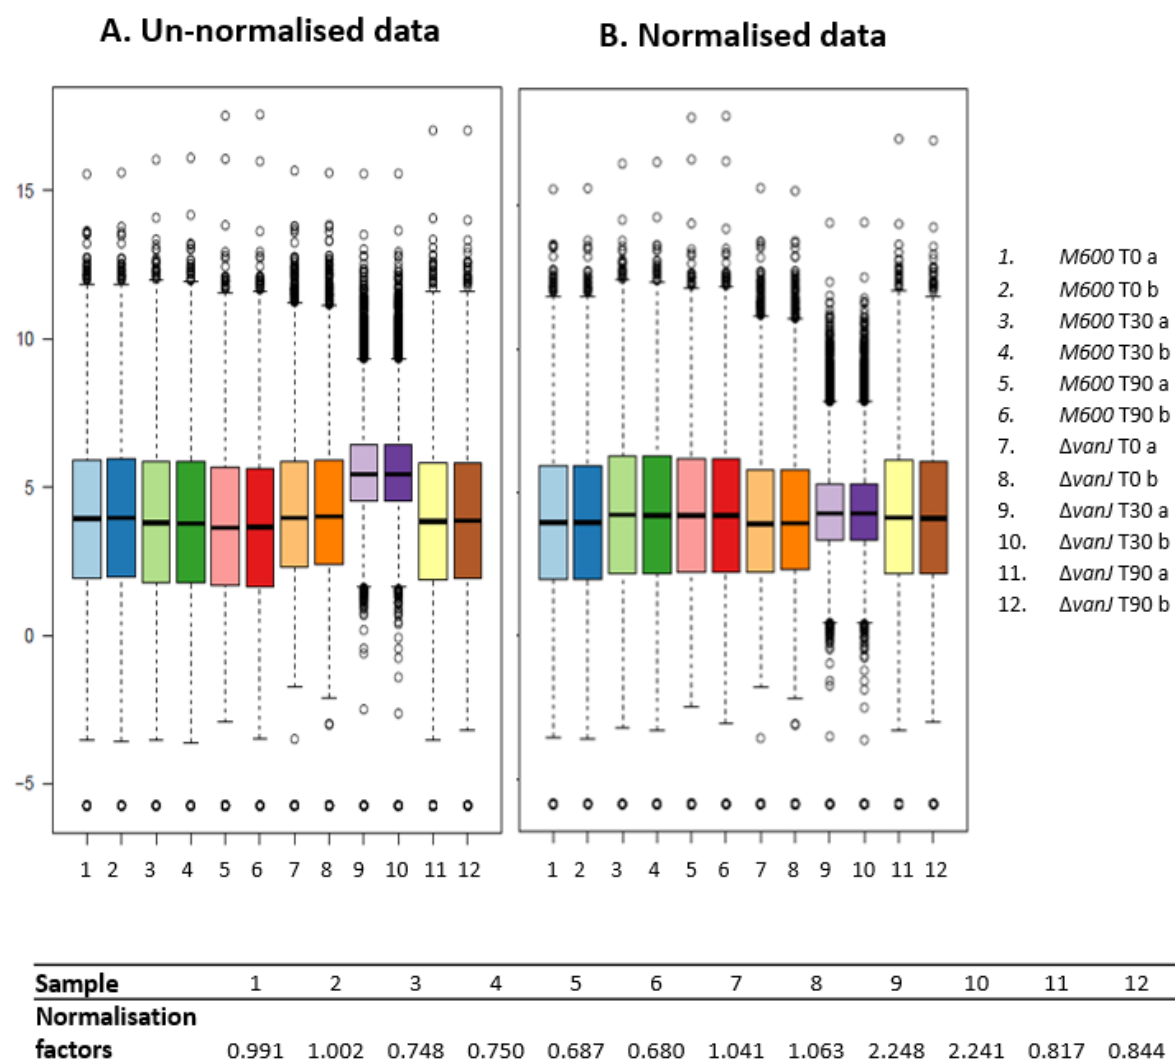 A. Un-normalised data
B. Normalised data
15
10
5
0
−5
1 2 3 4 5 6 7 8 9 10 11 12
1 2 3 4 5 6 7 8 9 10 11 12
1. M600 T0 a
2. M600 T0 b
3. M600 T30 a
4. M600 T30 b
5. M600 T90 a
6. M600 T90 b
7. ΔvanJ T0 a
8. ΔvanJ T0 b
9. ΔvanJ T30 a
10. ΔvanJ T30 b
11. ΔvanJ T90 a
12. ΔvanJ T90 b
Sample 1 2 3 4 5 6 7 8 9 10 11 12
Normalisation
factors 0.991 1.002 0.748 0.750 0.687 0.680 1.041 1.063 2.248 2.241 0.817 0.844